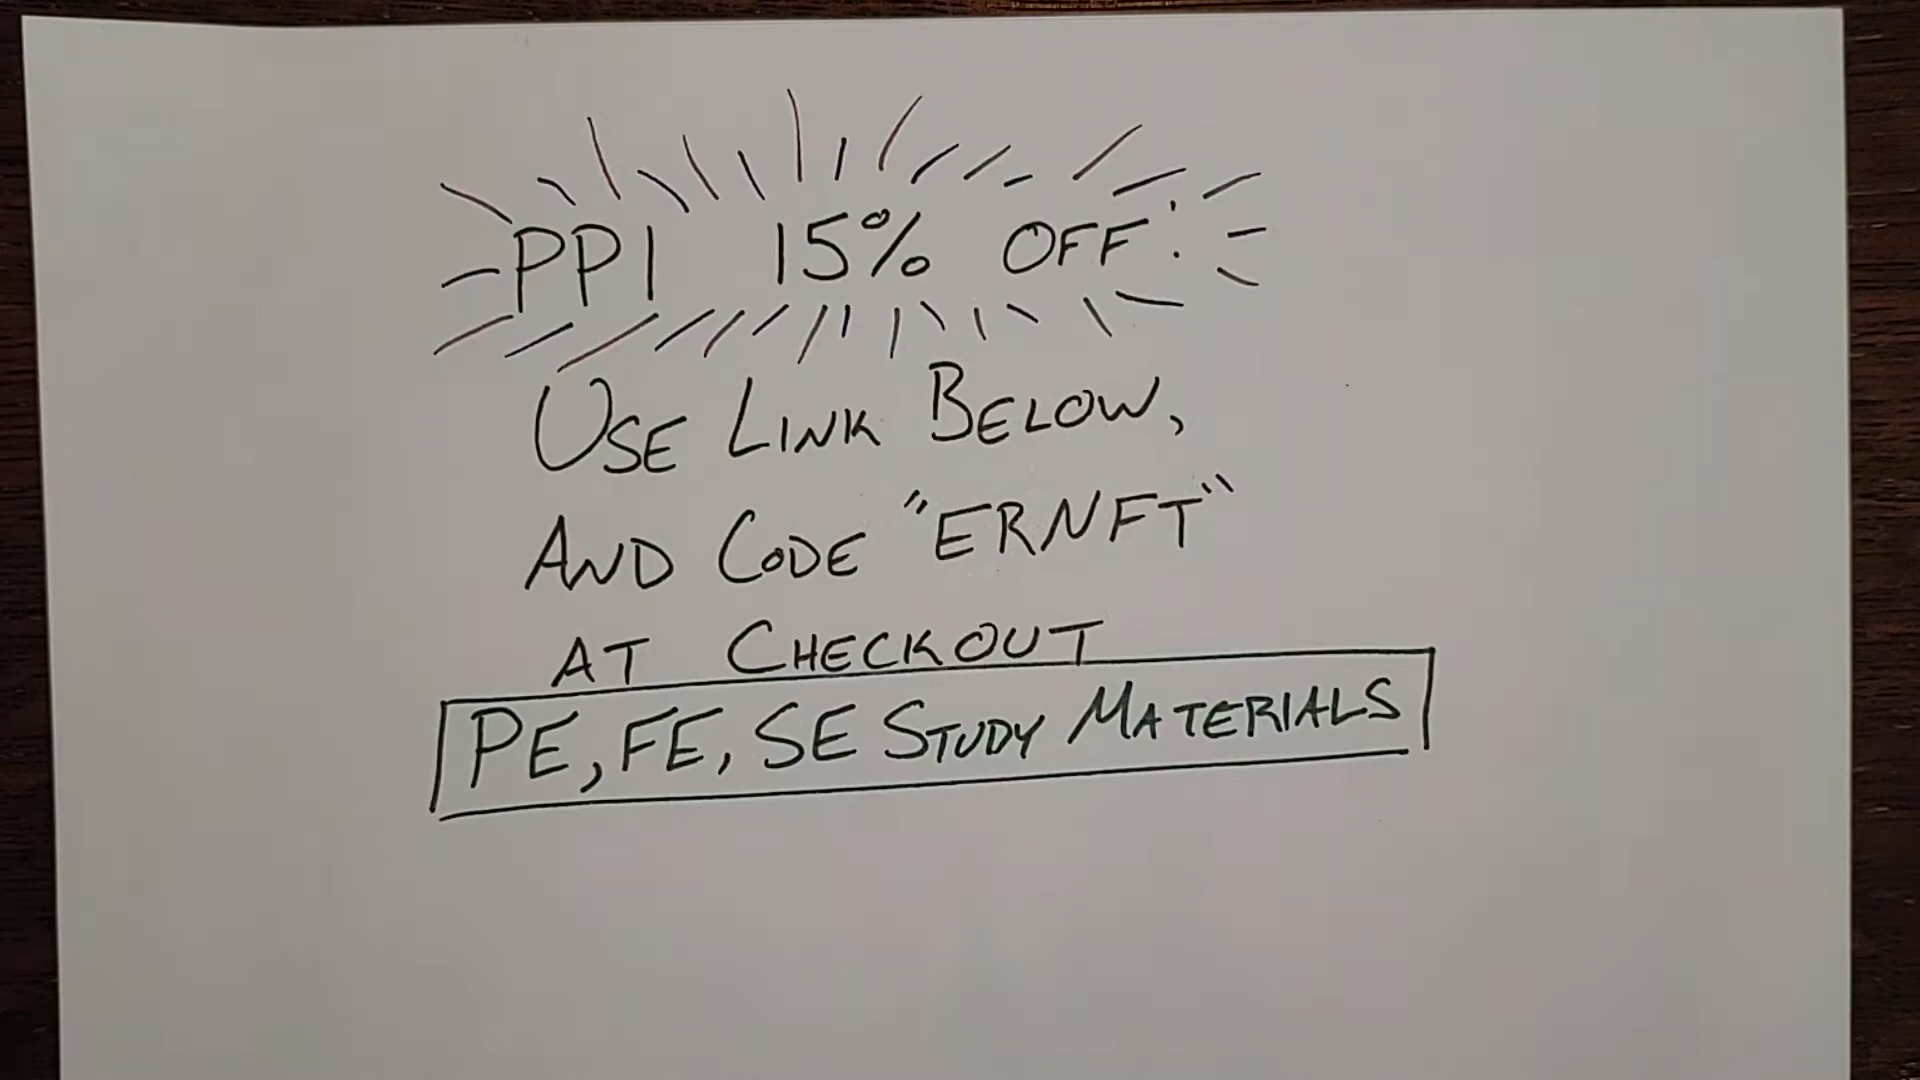 PPI 15% OFF!
USE LINK BELOW,
AND CODE "ERNFT"
AT CHECKOUT
PE, FE, SE STUDY MATERIALS